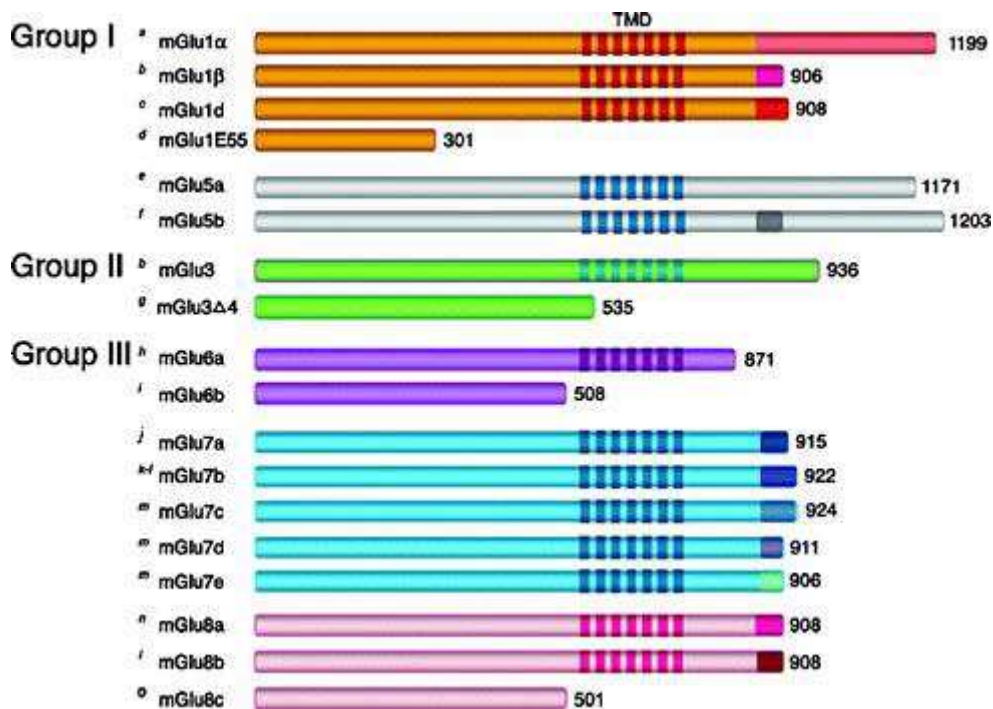 TMD
Group I a mGlu1α 1199
b mGlu1β 906
c mGlu1d 908
d mGlu1E55 301
e mGlu5a 1171
f mGlu5b 1203
Group II b mGlu3 936
g mGlu3Δ4 535
Group III h mGlu6a 871
i mGlu6b 508
j mGlu7a 915
k-l mGlu7b 922
m mGlu7c 924
m mGlu7d 911
m mGlu7e 906
n mGlu8a 908
l mGlu8b 908
o mGlu8c 501